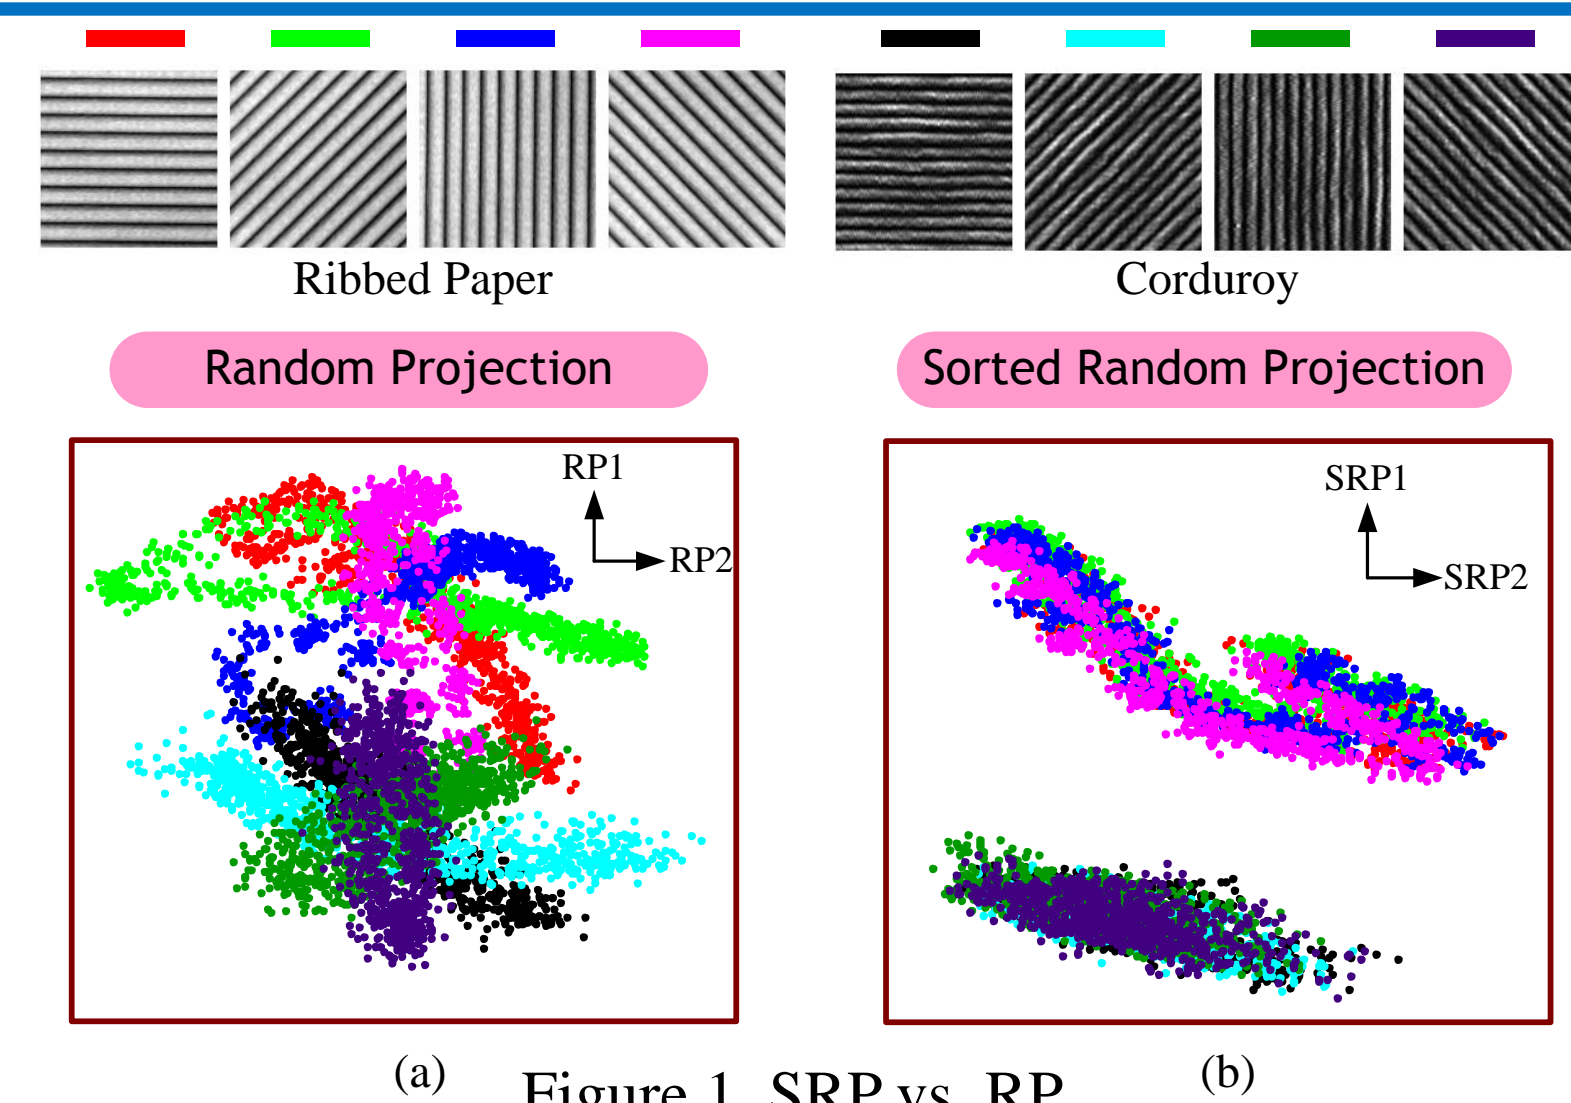 Ribbed Paper
Corduroy
Random Projection
Sorted Random Projection
RP1
RP2
SRP1
SRP2
(a)
(b)
Figure 1. SRP vs. RP